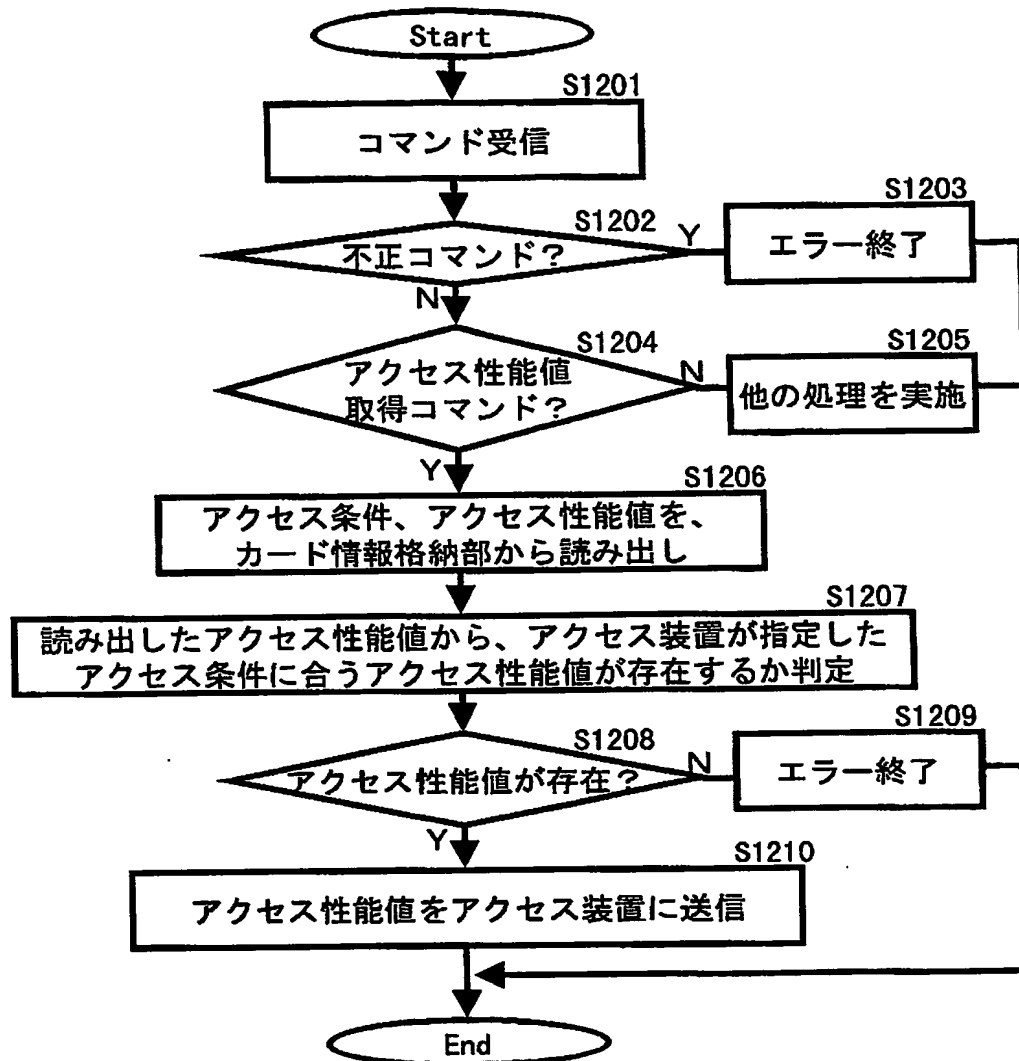 Start
S1201
コマンド受信
S1202
不正コマンド？
Y
S1203
エラー終了
N
S1204
アクセス性能値
取得コマンド？
N
S1205
他の処理を実施
Y
S1206
アクセス条件、アクセス性能値を、
カード情報格納部から読み出し
S1207
読み出したアクセス性能値から、アクセス装置が指定した
アクセス条件に合うアクセス性能値が存在するか判定
S1208
アクセス性能値が存在？
N
S1209
エラー終了
Y
S1210
アクセス性能値をアクセス装置に送信
End